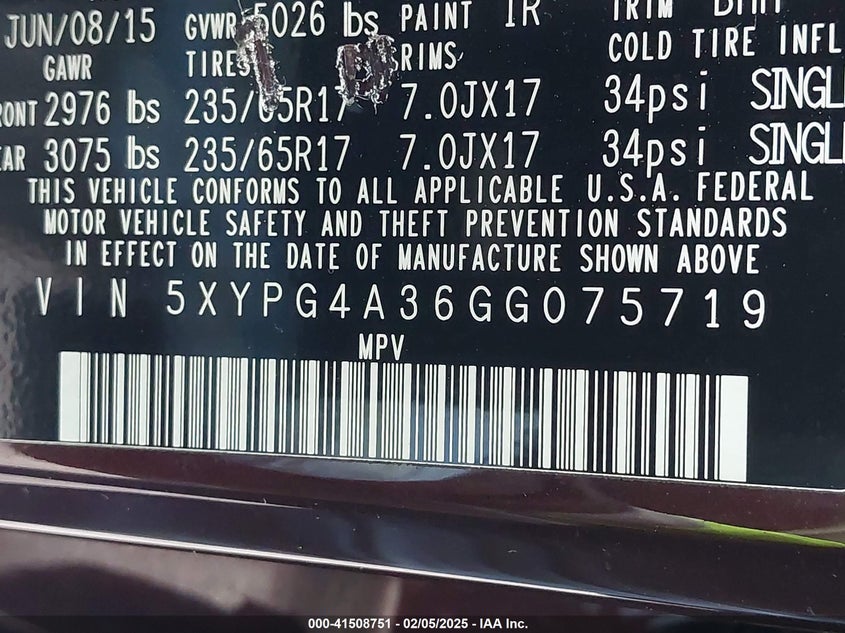 JUN/08/15 GVWR 5026 lbs PAINT IR TRIM
GAWR TIRES RIMS COLD TIRE INFL
RONT 2976 lbs 235/65R17 7.0JX17 34psi SINGL
EAR 3075 lbs 235/65R17 7.0JX17 34psi SINGL
THIS VEHICLE CONFORMS TO ALL APPLICABLE U.S.A. FEDERAL
MOTOR VEHICLE SAFETY AND THEFT PREVENTION STANDARDS
IN EFFECT ON THE DATE OF MANUFACTURE SHOWN ABOVE
VIN 5XYPG4A36GG075719
MPV
000-41508751 - 02/05/2025 - IAA Inc.